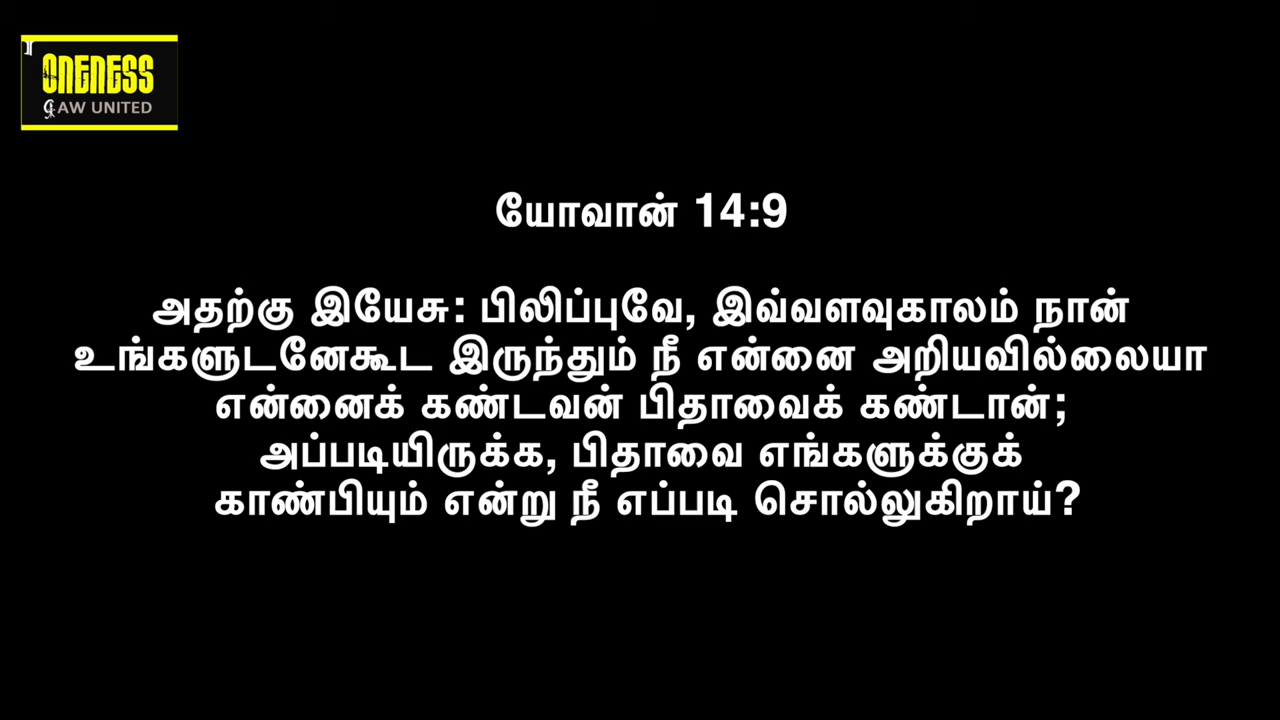 ONENESS
GAW UNITED
யோவான் 14:9
அதற்கு இயேசு: பிலிப்புவே, இவ்வளவுகாலம் நான்
உங்களுடனேகூட இருந்தும் நீ என்னை அறியவில்லையா
என்னைக் கண்டவன் பிதாவைக் கண்டான்;
அப்படியிருக்க, பிதாவை எங்களுக்குக்
காண்பியும் என்று நீ எப்படி சொல்லுகிறாய்?